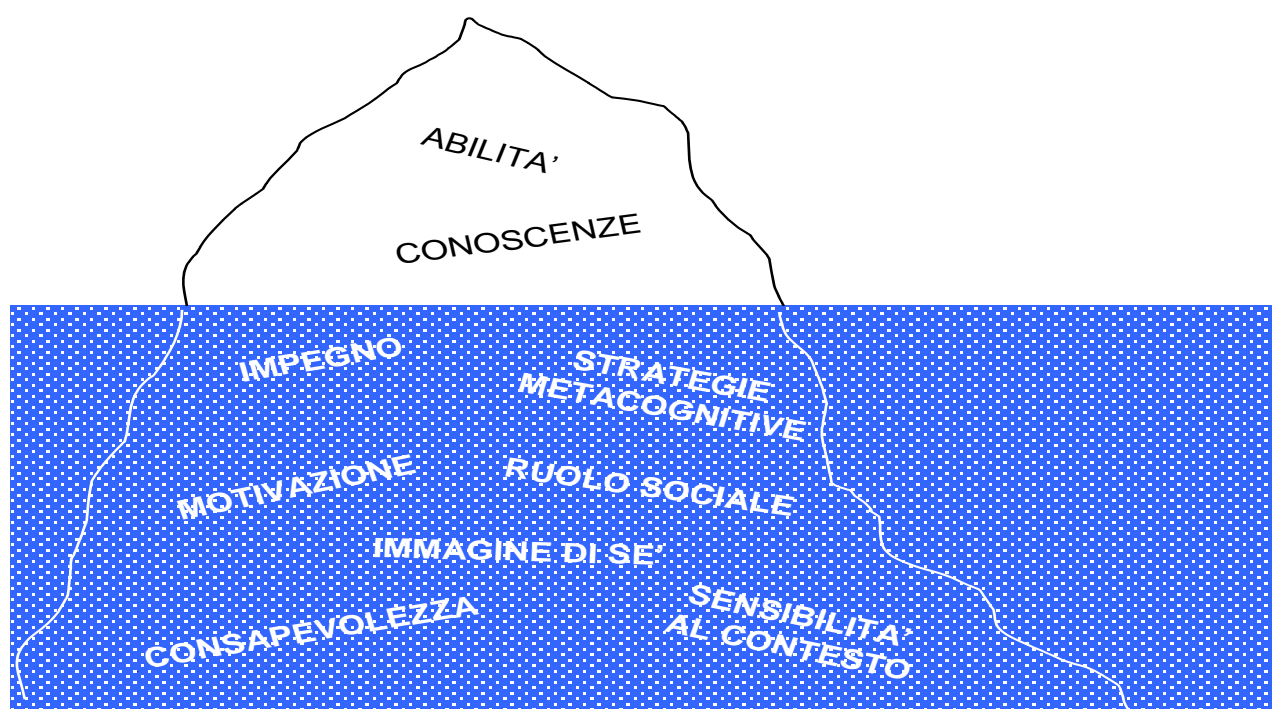 ABILITA’
CONOSCENZE
IMPEGNO
STRATEGIE
METACOGNITIVE
MOTIVAZIONE
RUOLO SOCIALE
IMMAGINE DI SE’
CONSAPEVOLEZZA
SENSIBILITA’
AL CONTESTO